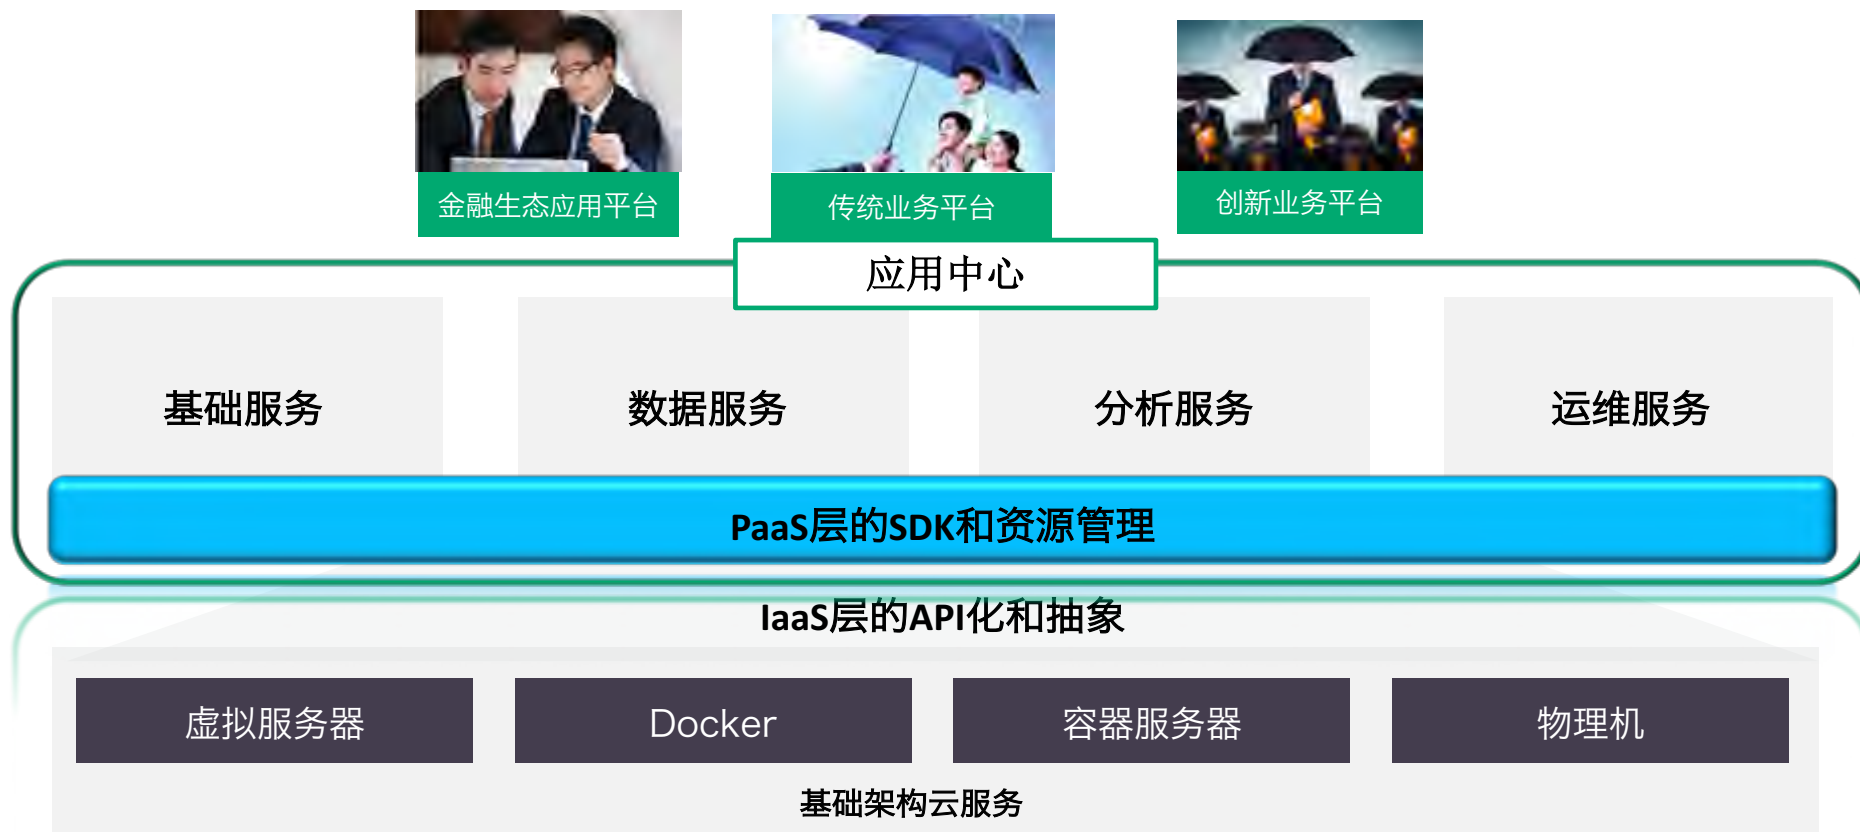 金融生态应用平台
传统业务平台
创新业务平台
应用中心
基础服务
数据服务
分析服务
运维服务
PaaS层的SDK和资源管理
IaaS层的API化和抽象
虚拟服务器
Docker
容器服务器
物理机
基础架构云服务